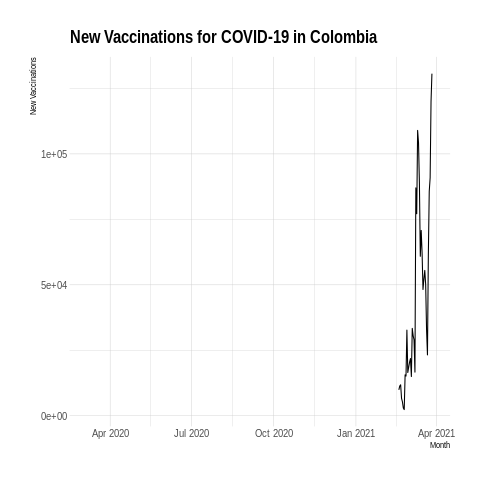 New Vaccinations for COVID-19 in Colombia
New Vaccinations
1e+05
5e+04
0e+00
Apr 2020 Jul 2020 Oct 2020 Jan 2021 Apr 2021
Month